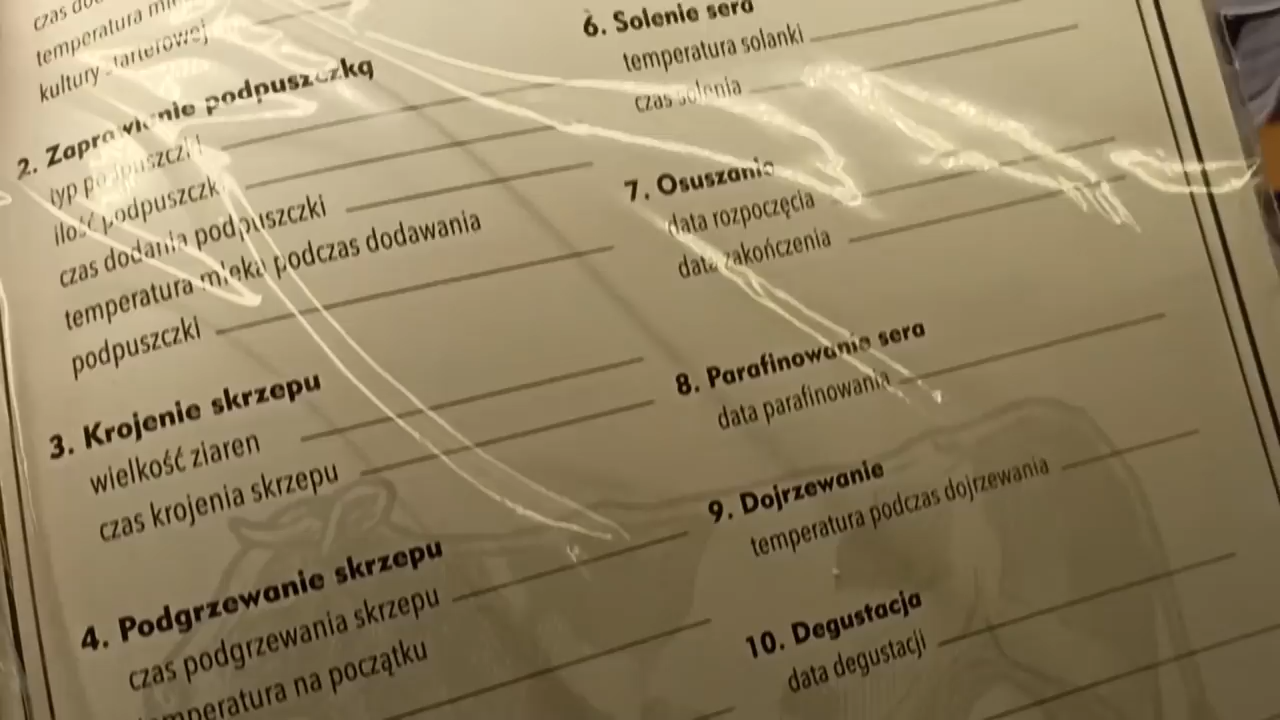 czas
temperatura
kultury starterowej
2. Zaprawienie podpuszczką
typ podpuszczki
ilość podpuszczki
czas dodania podpuszczki
temperatura mleka podczas dodawania
podpuszczki
3. Krojenie skrzepu
wielkość ziaren
czas krojenia skrzepu
4. Podgrzewanie skrzepu
czas podgrzewania skrzepu
temperatura na początku
6. Solenie sera
temperatura solanki
czas solenia
7. Osuszanie
data rozpoczęcia
data zakończenia
8. Parafinowanie sera
data parafinowania
9. Dojrzewanie
temperatura podczas dojrzewania
10. Degustacja
data degustacji